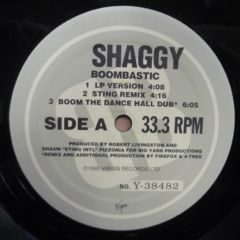 SHAGGY
BOOMBASTIC
1 LP VERSION 4:08
2 STING REMIX 4:16
3 BOOM THE DANCE HALL DUB* 6:05
SIDE A 33.3 RPM
PRODUCED BY ROBERT LIVINGSTON AND
SHAUN "STING INTL" PIZZONIA FOR BIG YARD PRODUCTIONS
*REMIX AND ADDITIONAL PRODUCTION BY FIREFOX & 4-TREE
©1995 VIRGIN RECORDS LTD.
NO. Y-38482
Virgin